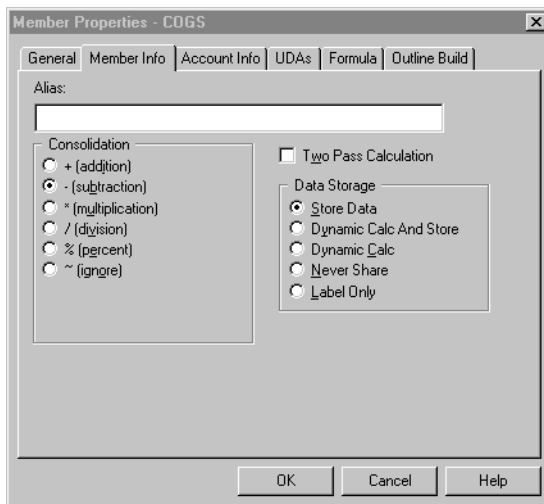 Member Properties - COGS
General Member Info Account Info UDAs Formula Outline Build
Alias:
Consolidation
+ (addition)
- (subtraction)
* (multiplication)
/ (division)
% (percent)
~ (ignore)
Two Pass Calculation
Data Storage
Store Data
Dynamic Calc And Store
Dynamic Calc
Never Share
Label Only
OK Cancel Help